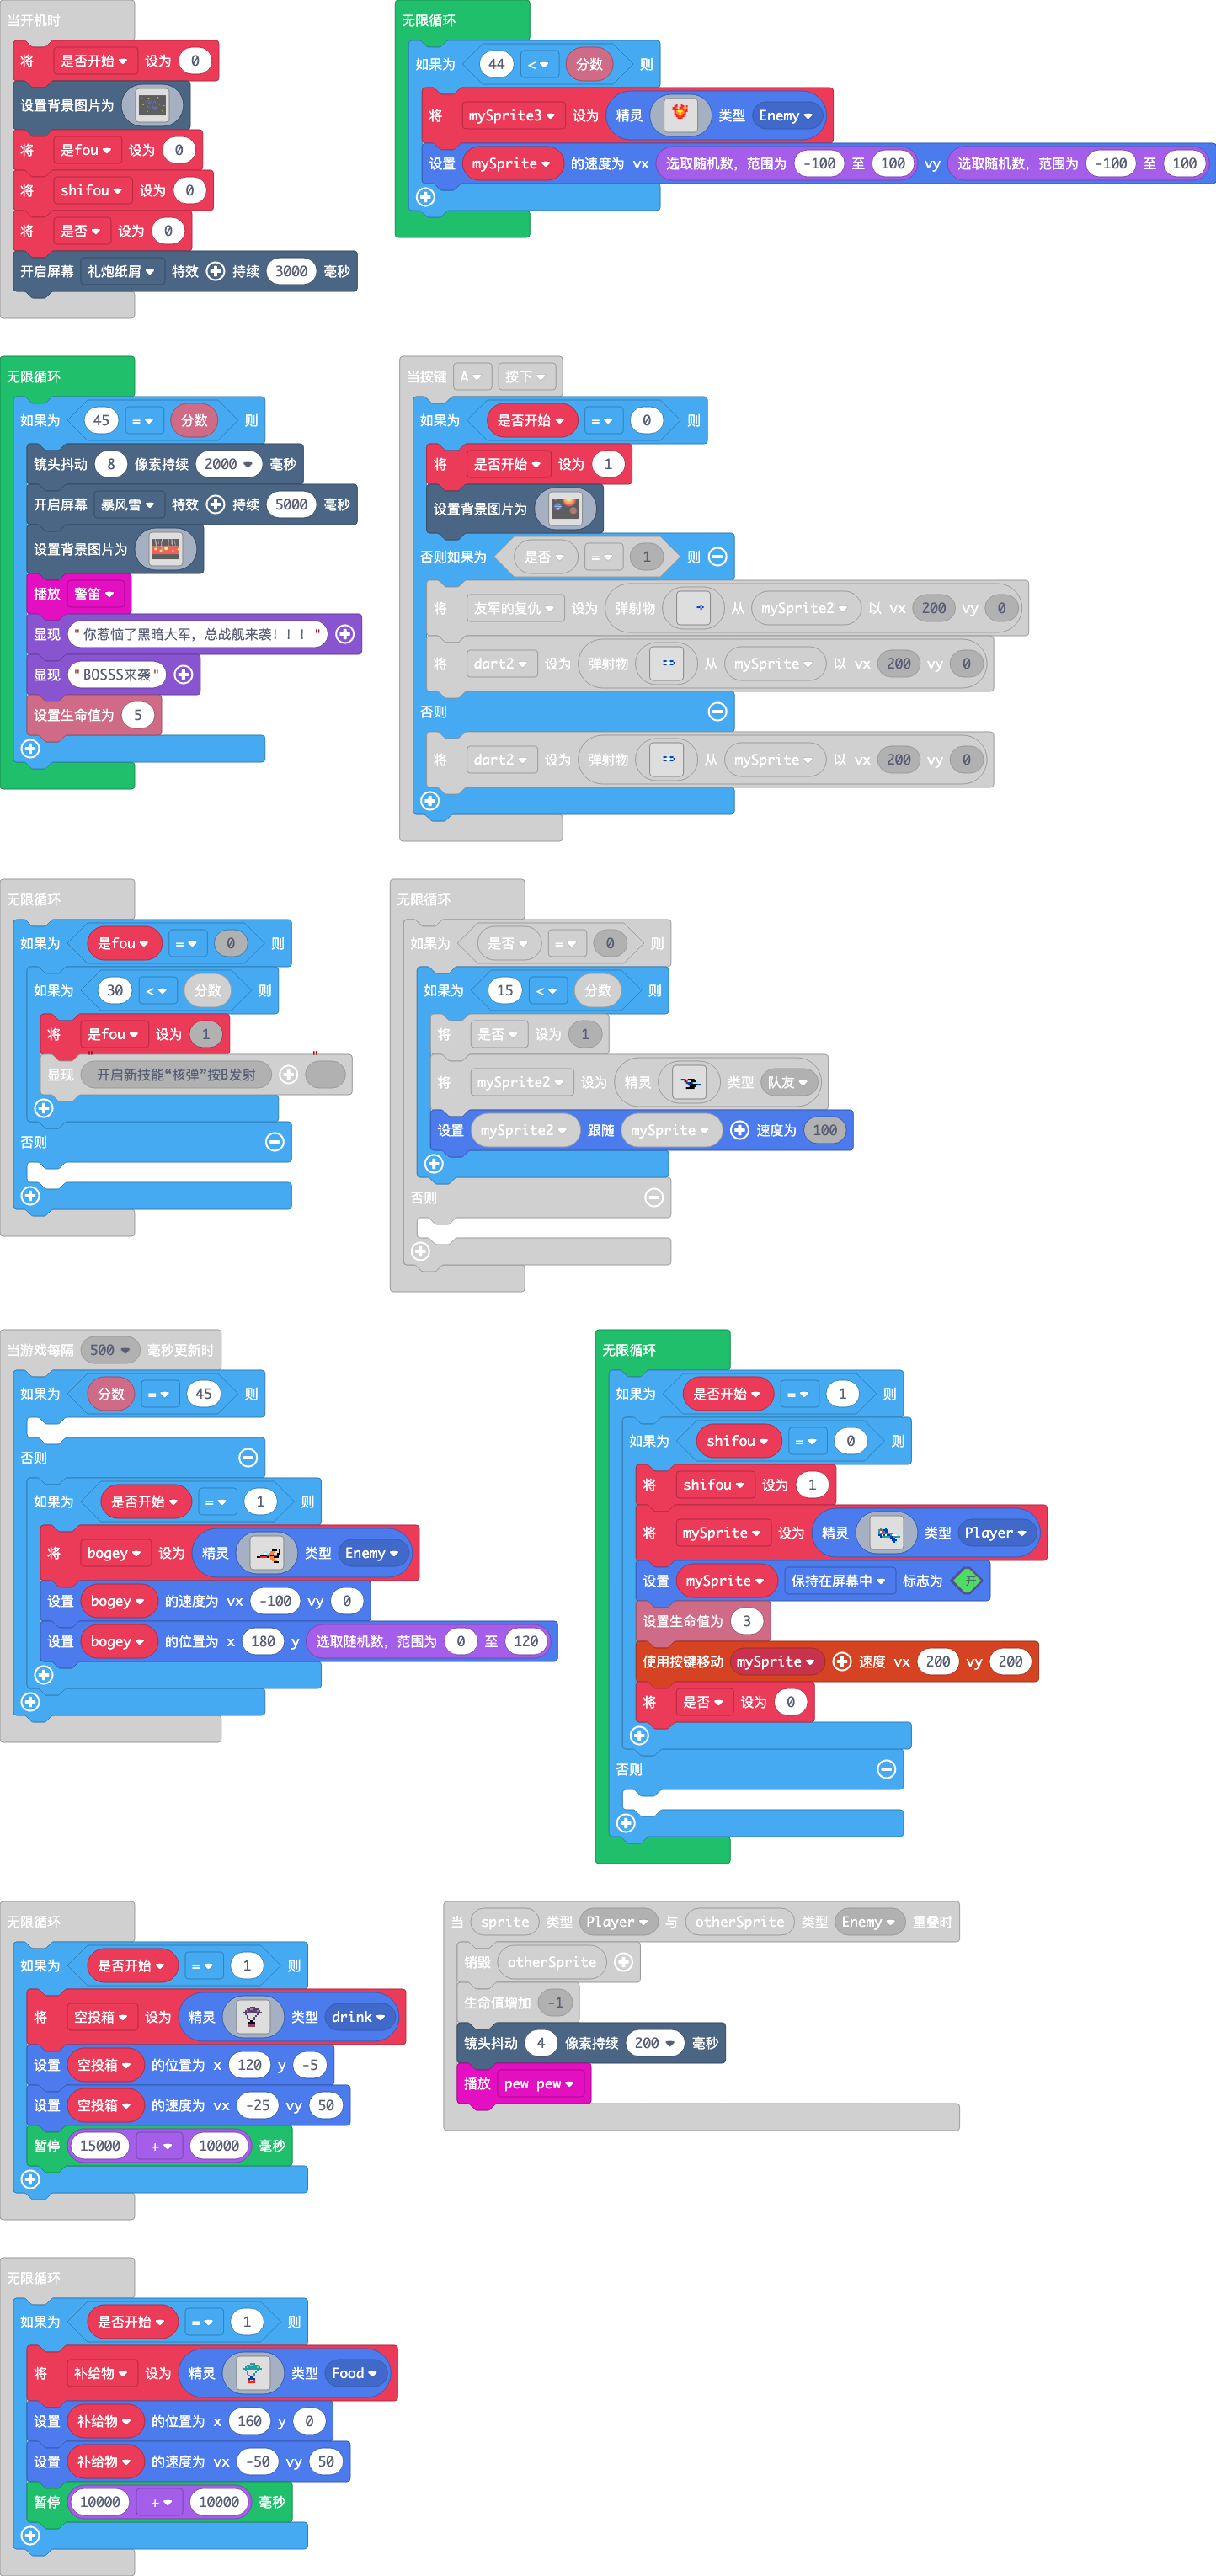 当开机时
将 是否开始 设为 0
设置背景图片为
将 是fou 设为 0
将 shifou 设为 0
将 是否 设为 0
开启屏幕 礼炮纸屑 特效 持续 3000 毫秒
无限循环
如果为 44 < 分数 则
将 mySprite3 设为 精灵 类型 Enemy
设置 mySprite 的速度为 vx 选取随机数，范围为 -100 至 100 vy 选取随机数，范围为 -100 至 100
无限循环
如果为 45 = 分数 则
镜头抖动 8 像素持续 2000 毫秒
开启屏幕 暴风雪 特效 持续 5000 毫秒
设置背景图片为
播放 警笛
显现 "你惹恼了黑暗大军，总战舰来袭！！！"
显现 "BOSSS来袭"
设置生命值为 5
当按键 A 按下
如果为 是否开始 = 0 则
将 是否开始 设为 1
设置背景图片为
否则如果为 是否 = 1 则
将 友军的复仇 设为 弹射物 从 mySprite2 以 vx 200 vy 0
将 dart2 设为 弹射物 从 mySprite 以 vx 200 vy 0
否则
将 dart2 设为 弹射物 从 mySprite 以 vx 200 vy 0
无限循环
如果为 是fou = 0 则
如果为 30 < 分数 则
将 是fou 设为 1
显现 "开启新技能“核弹”按B发射"
否则
无限循环
如果为 是否 = 0 则
如果为 15 < 分数 则
将 是否 设为 1
将 mySprite2 设为 精灵 类型 队友
设置 mySprite2 跟随 mySprite 速度为 100
否则
当游戏每隔 500 毫秒更新时
如果为 分数 = 45 则
否则
如果为 是否开始 = 1 则
将 bogey 设为 精灵 类型 Enemy
设置 bogey 的速度为 vx -100 vy 0
设置 bogey 的位置为 x 180 y 选取随机数，范围为 0 至 120
无限循环
如果为 是否开始 = 1 则
如果为 shifou = 0 则
将 shifou 设为 1
将 mySprite 设为 精灵 类型 Player
设置 mySprite 保持在屏幕中 标志为 开
设置生命值为 3
使用按键移动 mySprite 速度 vx 200 vy 200
将 是否 设为 0
否则
无限循环
如果为 是否开始 = 1 则
将 空投箱 设为 精灵 类型 drink
设置 空投箱 的位置为 x 120 y -5
设置 空投箱 的速度为 vx -25 vy 50
暂停 15000 + 10000 毫秒
当 sprite 类型 Player 与 otherSprite 类型 Enemy 重叠时
销毁 otherSprite
生命值增加 -1
镜头抖动 4 像素持续 200 毫秒
播放 pew pew
无限循环
如果为 是否开始 = 1 则
将 补给物 设为 精灵 类型 Food
设置 补给物 的位置为 x 160 y 0
设置 补给物 的速度为 vx -50 vy 50
暂停 10000 + 10000 毫秒